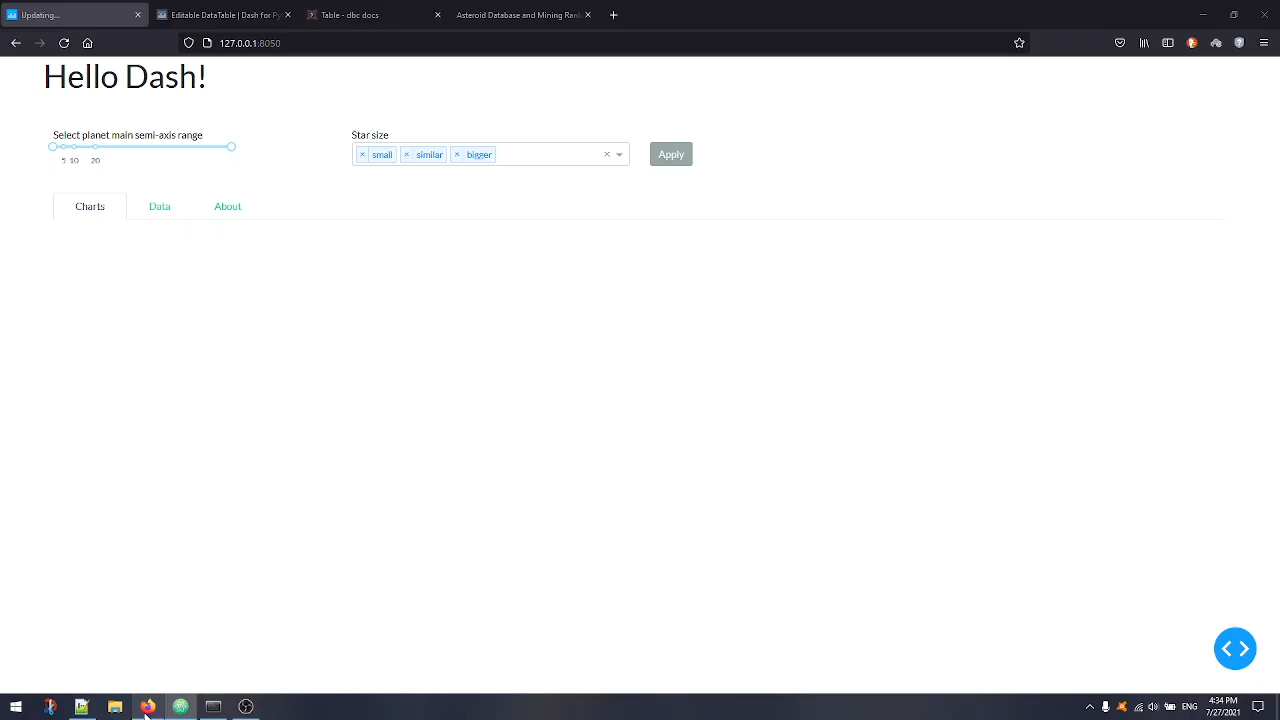 Updating...
Editable DataTable | Dash for Py
Table - dbc docs
Asteroid Database and Mining Rank
127.0.0.1:8050
Hello Dash!
Select planet main semi-axis range
5 10 20
Star size
× small × similar × bigger
Apply
Charts Data About
ENG
4:34 PM
7/27/2021